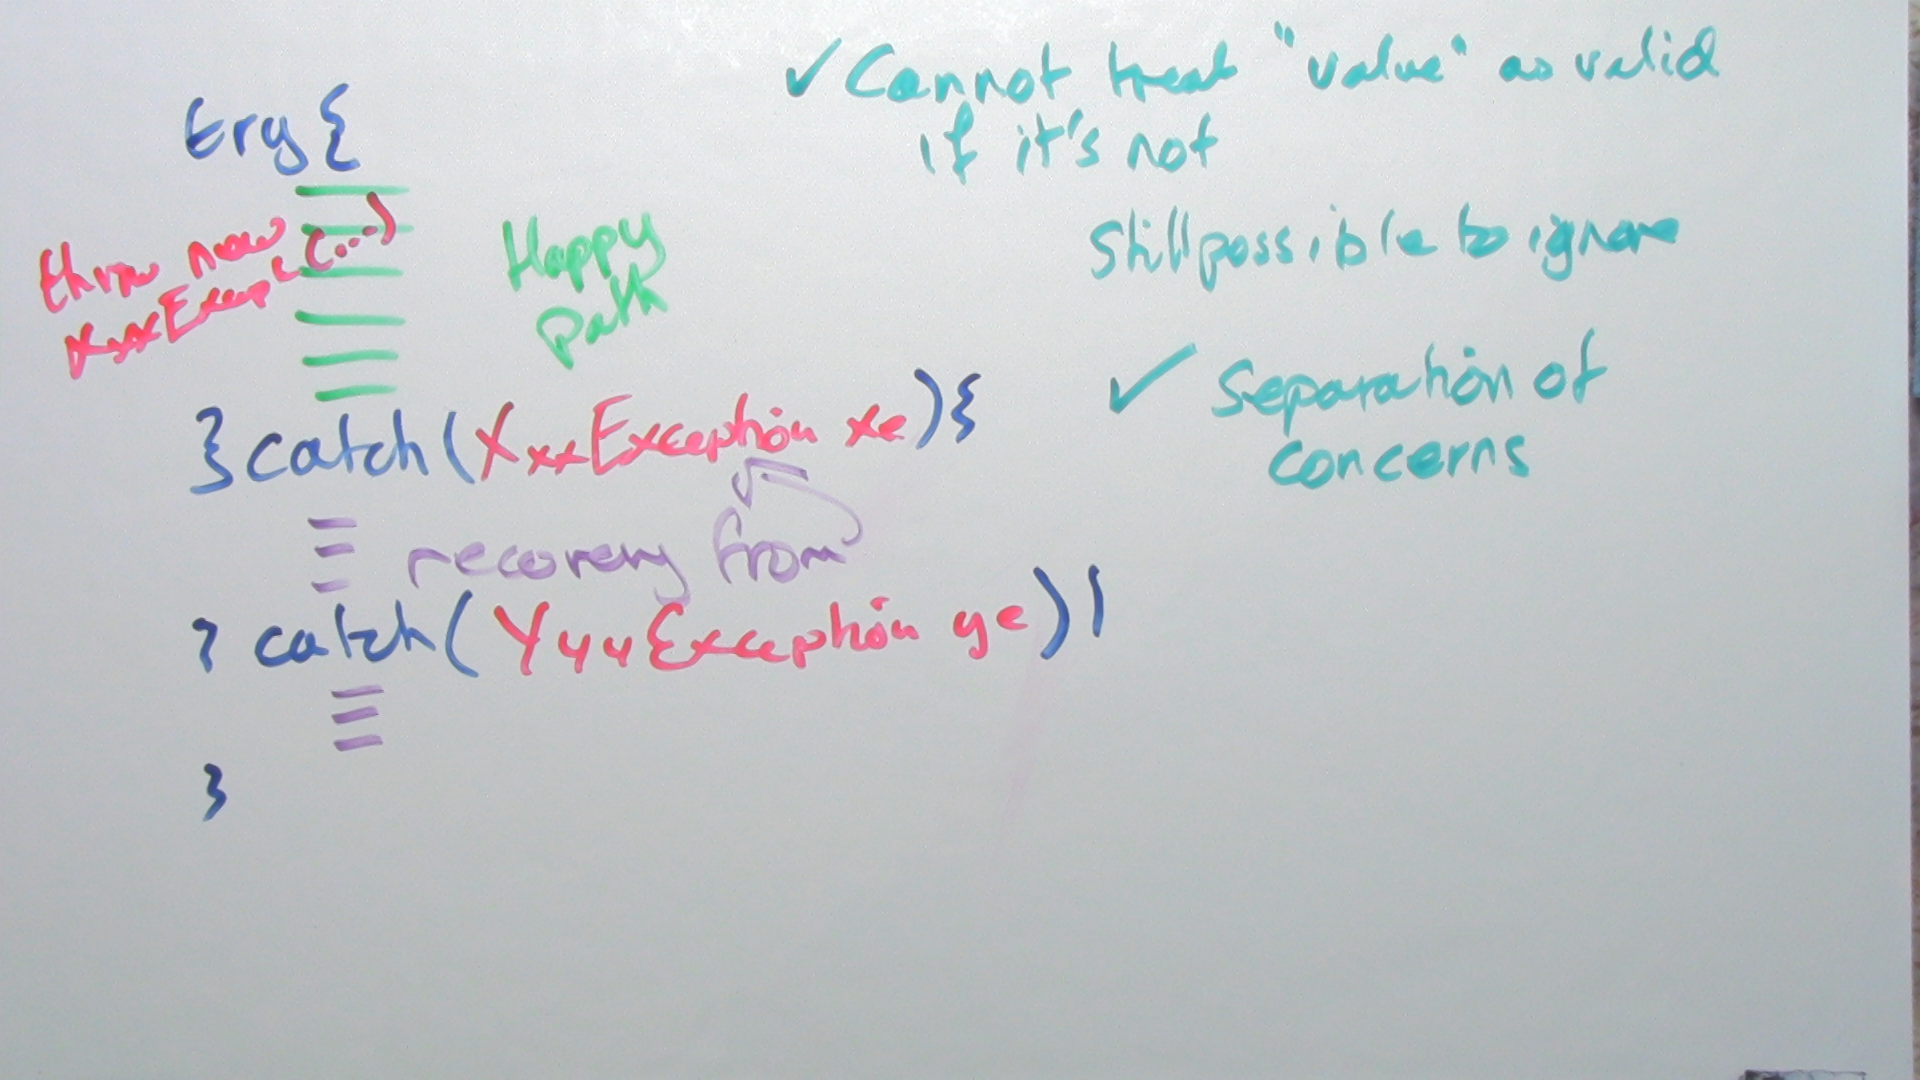 try {
throw new
XxxExcep(...)
Happy
path
} catch (XxxException xe) {
recovery from
} catch (YyyException ye) {
}
✓ Cannot treat "value" as valid
if it's not
Still possible to ignore
✓ Separation of
concerns